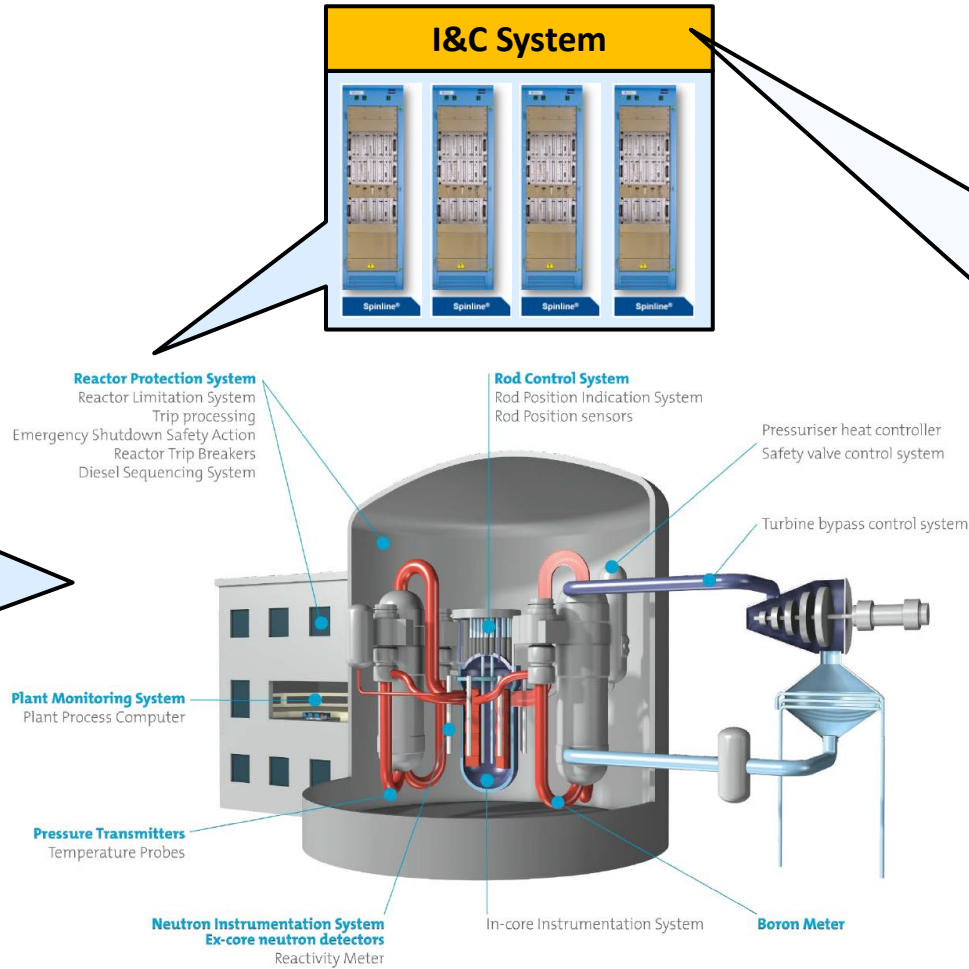 I&C System
Spinline®
Spinline®
Spinline®
Spinline®
Reactor Protection System
Reactor Limitation System
Trip processing
Emergency Shutdown Safety Action
Reactor Trip Breakers
Diesel Sequencing System
Rod Control System
Rod Position Indication System
Rod Position sensors
Pressuriser heat controller
Safety valve control system
Turbine bypass control system
Plant Monitoring System
Plant Process Computer
Pressure Transmitters
Temperature Probes
Neutron Instrumentation System
Ex-core neutron detectors
Reactivity Meter
In-core Instrumentation System
Boron Meter